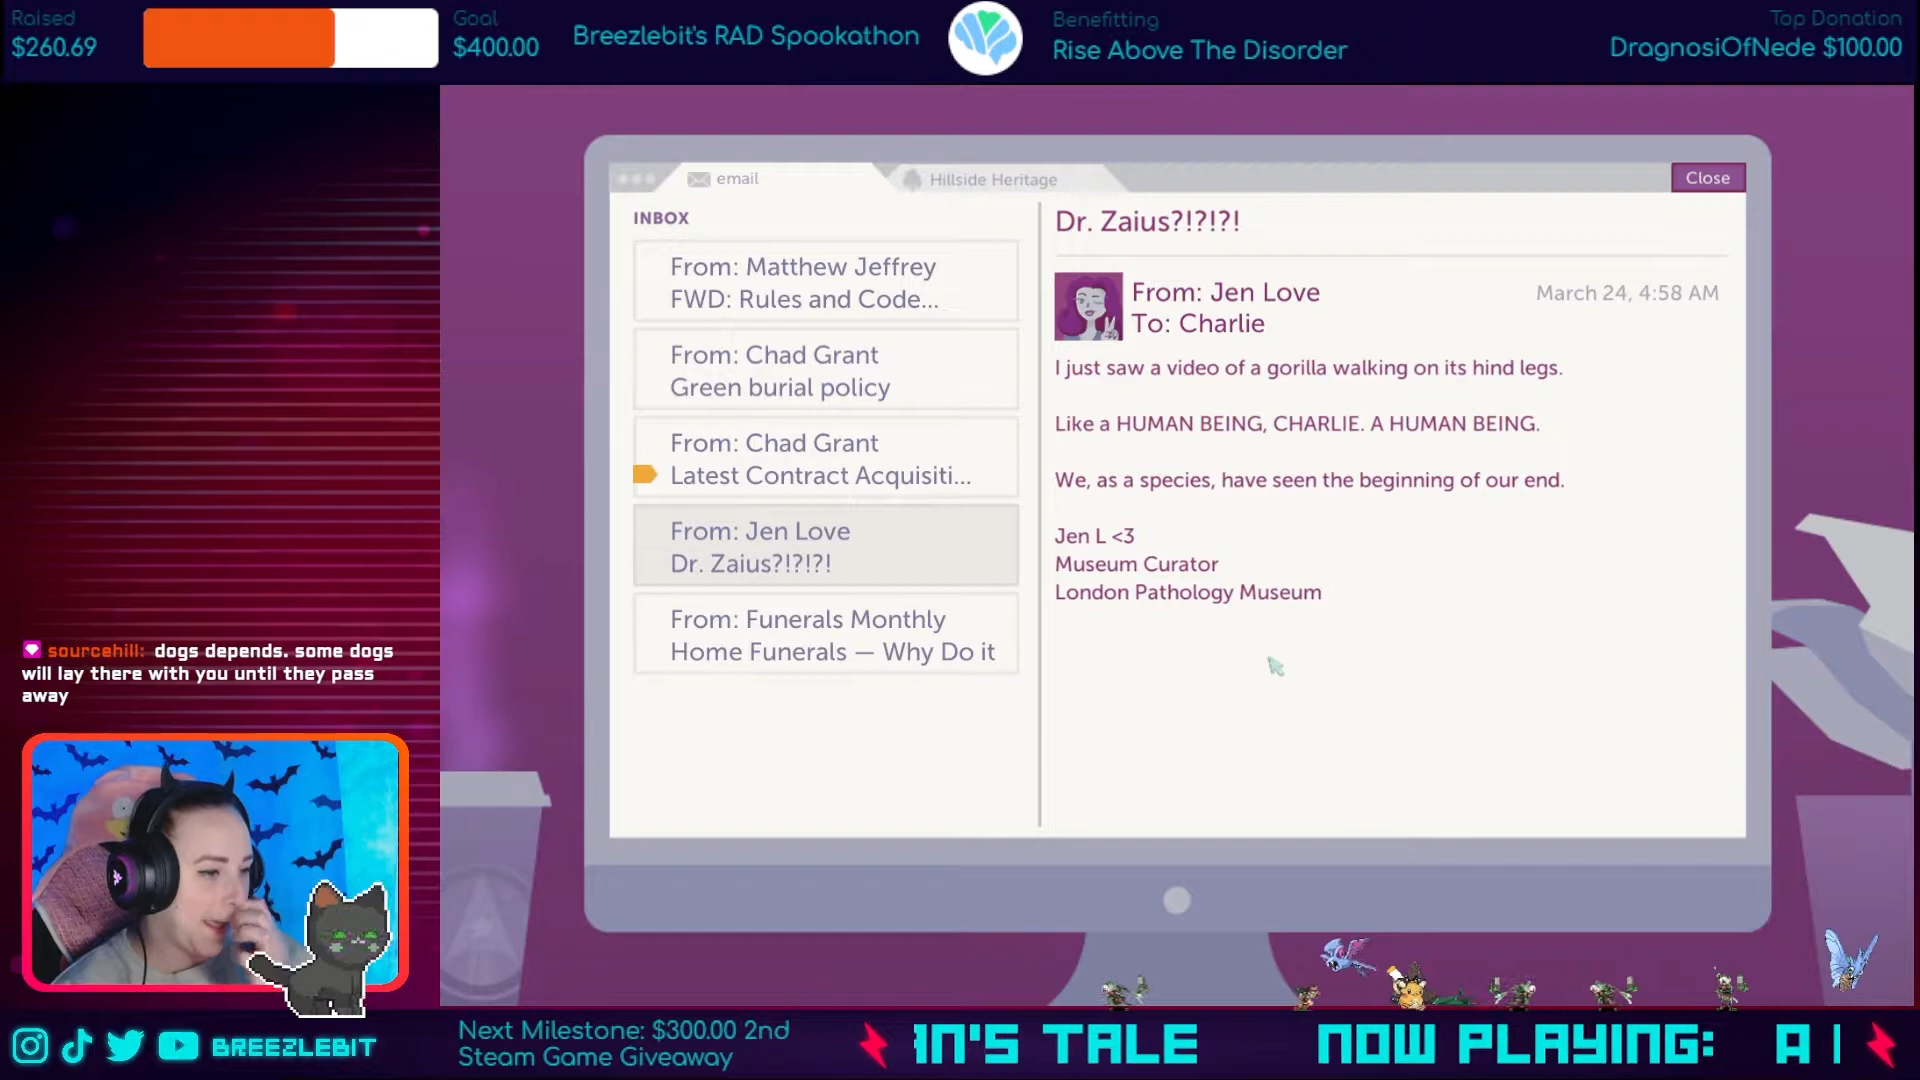 Raised
$260.69
Goal
$400.00
Breezlebit's RAD Spookathon
Benefitting
Rise Above The Disorder
Top Donation
DragnosiOfNede $100.00
email
Hillside Heritage
Close
INBOX
From: Matthew Jeffrey
FWD: Rules and Code...
From: Chad Grant
Green burial policy
From: Chad Grant
Latest Contract Acquisiti...
From: Jen Love
Dr. Zaius?!?!?!
From: Funerals Monthly
Home Funerals — Why Do it
Dr. Zaius?!?!?!
From: Jen Love
To: Charlie
March 24, 4:58 AM
I just saw a video of a gorilla walking on its hind legs.
Like a HUMAN BEING, CHARLIE. A HUMAN BEING.
We, as a species, have seen the beginning of our end.
Jen L <3
Museum Curator
London Pathology Museum
sourcehill: dogs depends. some dogs
will lay there with you until they pass
away
BREEZLEBIT
Next Milestone: $300.00 2nd
Steam Game Giveaway
IN'S TALE NOW PLAYING: A